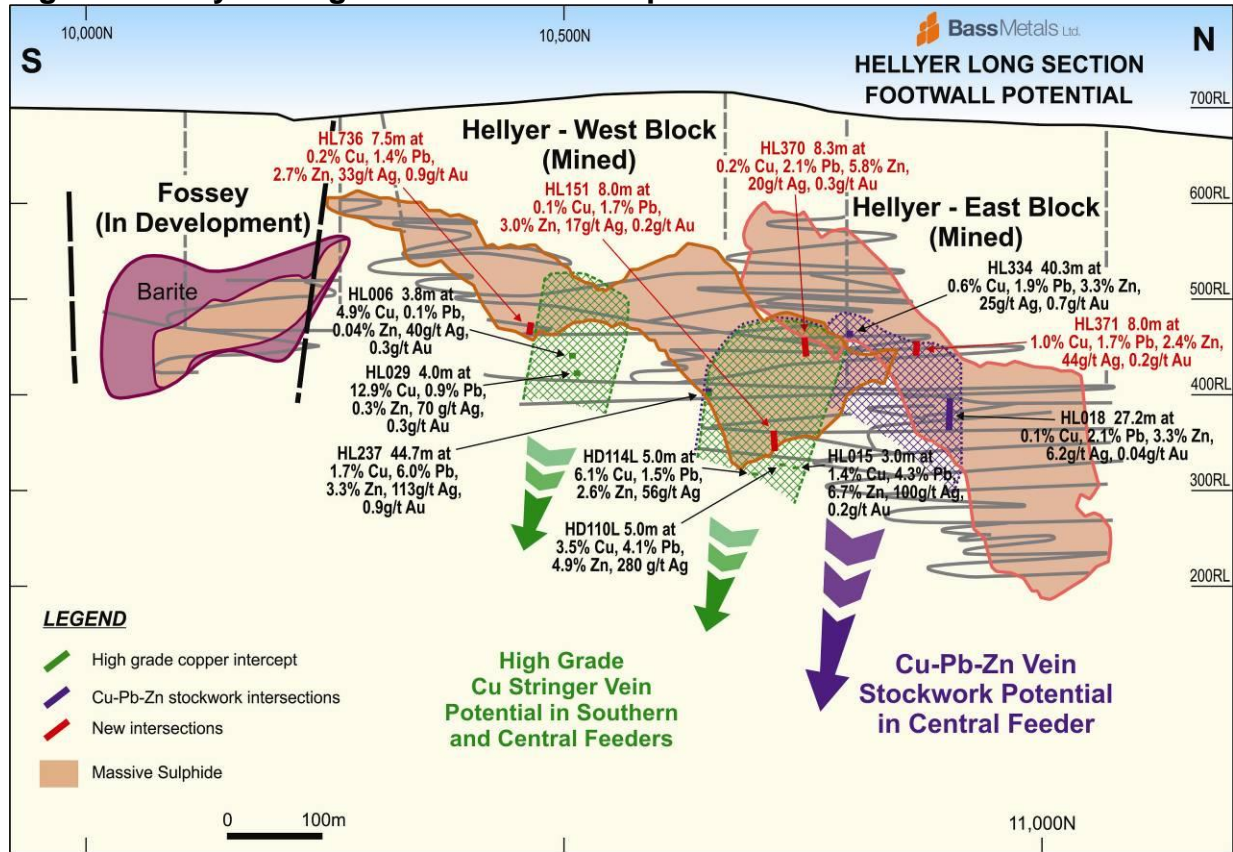 10,000N
10,500N
BassMetals Ltd.
S
N
HELLYER LONG SECTION
FOOTWALL POTENTIAL
700RL
600RL
500RL
400RL
300RL
200RL
HL736 7.5m at
0.2% Cu, 1.4% Pb,
2.7% Zn, 33g/t Ag, 0.9g/t Au
Hellyer - West Block
(Mined)
HL151 8.0m at
0.1% Cu, 1.7% Pb,
3.0% Zn, 17g/t Ag, 0.2g/t Au
HL370 8.3m at
0.2% Cu, 2.1% Pb, 5.8% Zn,
20g/t Ag, 0.3g/t Au
Fossey
(In Development)
Hellyer - East Block
(Mined)
Barite
HL334 40.3m at
0.6% Cu, 1.9% Pb, 3.3% Zn,
25g/t Ag, 0.7g/t Au
HL006 3.8m at
4.9% Cu, 0.1% Pb,
0.04% Zn, 40g/t Ag,
0.3g/t Au
HL371 8.0m at
1.0% Cu, 1.7% Pb, 2.4% Zn,
44g/t Ag, 0.2g/t Au
HL029 4.0m at
12.9% Cu, 0.9% Pb,
0.3% Zn, 70 g/t Ag,
0.3g/t Au
HL018 27.2m at
0.1% Cu, 2.1% Pb, 3.3% Zn,
6.2g/t Ag, 0.04g/t Au
HL237 44.7m at
1.7% Cu, 6.0% Pb,
3.3% Zn, 113g/t Ag,
0.9g/t Au
HD114L 5.0m at
6.1% Cu, 1.5% Pb,
2.6% Zn, 56g/t Ag
HL015 3.0m at
1.4% Cu, 4.3% Pb,
6.7% Zn, 100g/t Ag,
0.2g/t Au
HD110L 5.0m at
3.5% Cu, 4.1% Pb,
4.9% Zn, 280 g/t Ag
LEGEND
High grade copper intercept
Cu-Pb-Zn stockwork intersections
New intersections
Massive Sulphide
High Grade
Cu Stringer Vein
Potential in Southern
and Central Feeders
Cu-Pb-Zn Vein
Stockwork Potential
in Central Feeder
0 100m
11,000N